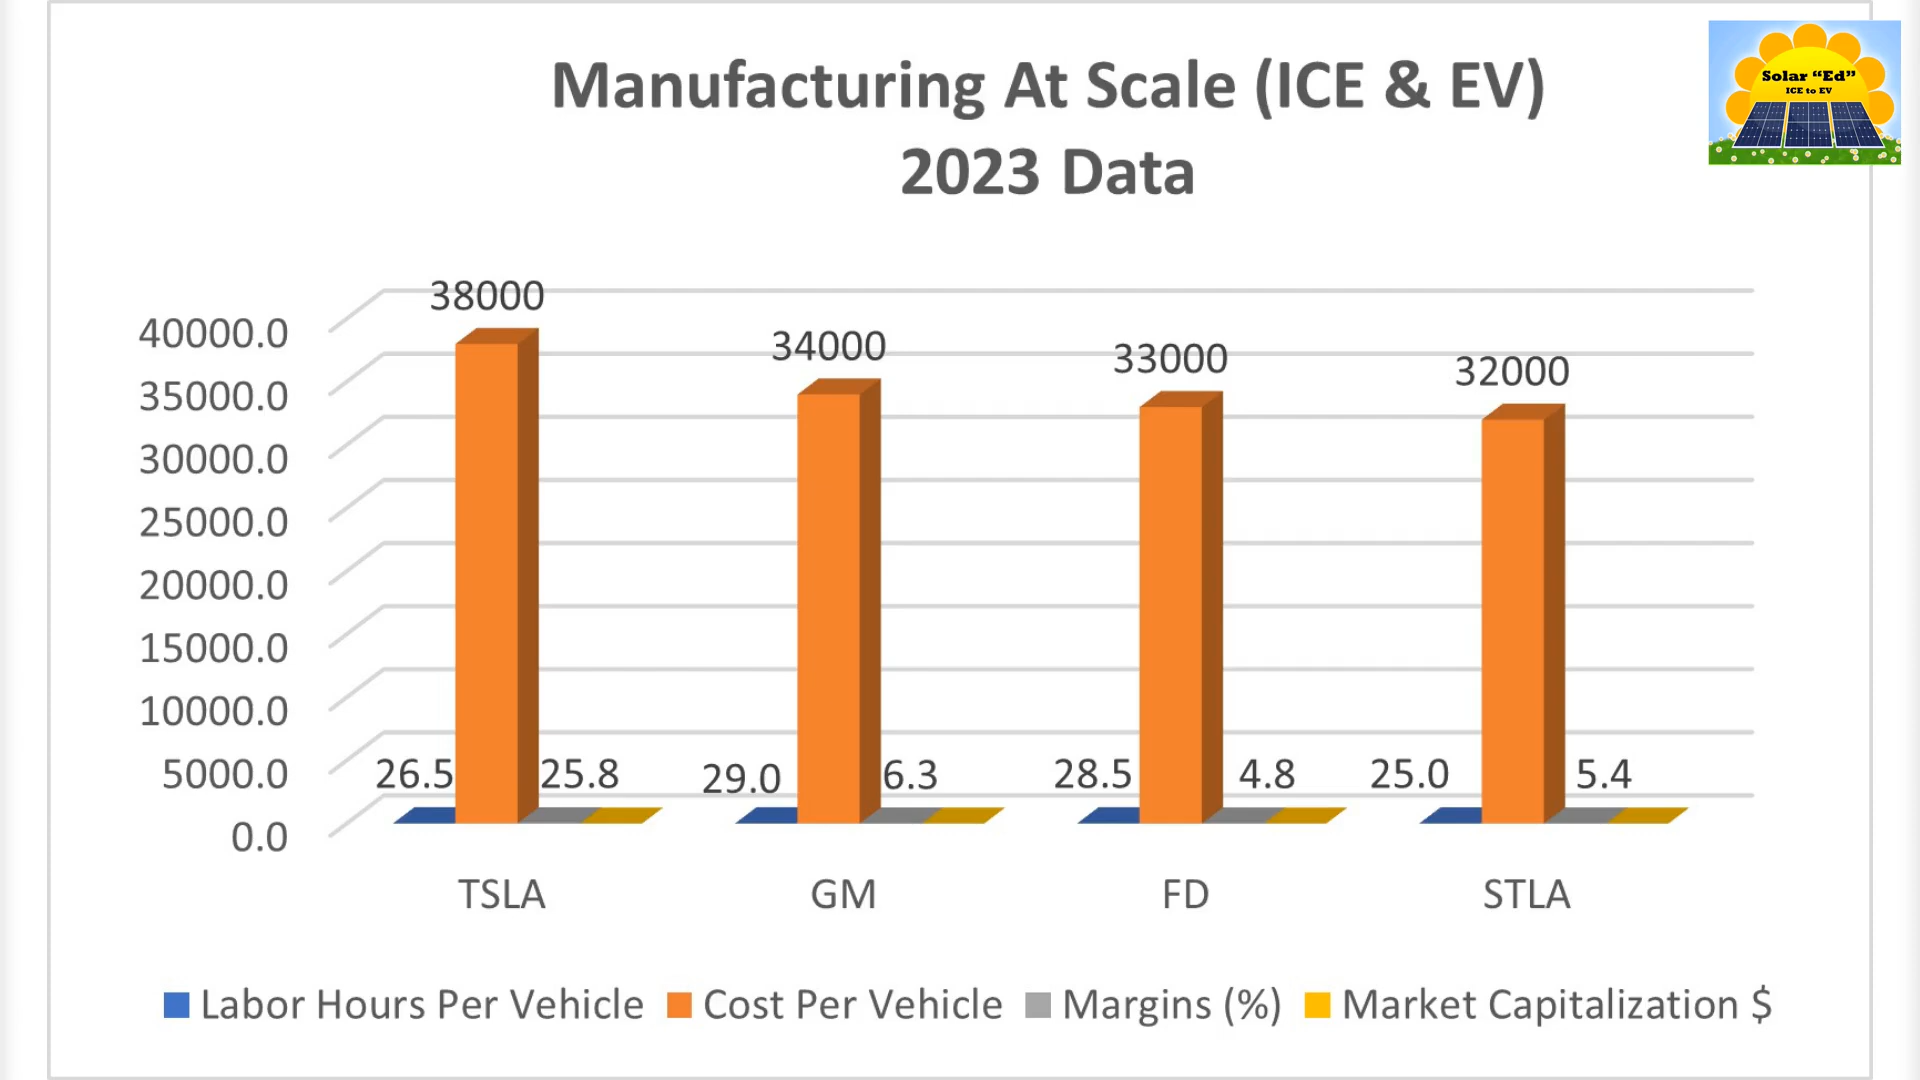 Manufacturing At Scale (ICE & EV)
2023 Data
Solar “Ed”
ICE to EV
38000
34000
33000
32000
40000.0
35000.0
30000.0
25000.0
20000.0
15000.0
10000.0
5000.0
0.0
26.5
25.8
29.0
6.3
28.5
4.8
25.0
5.4
TSLA
GM
FD
STLA
Labor Hours Per Vehicle
Cost Per Vehicle
Margins (%)
Market Capitalization $